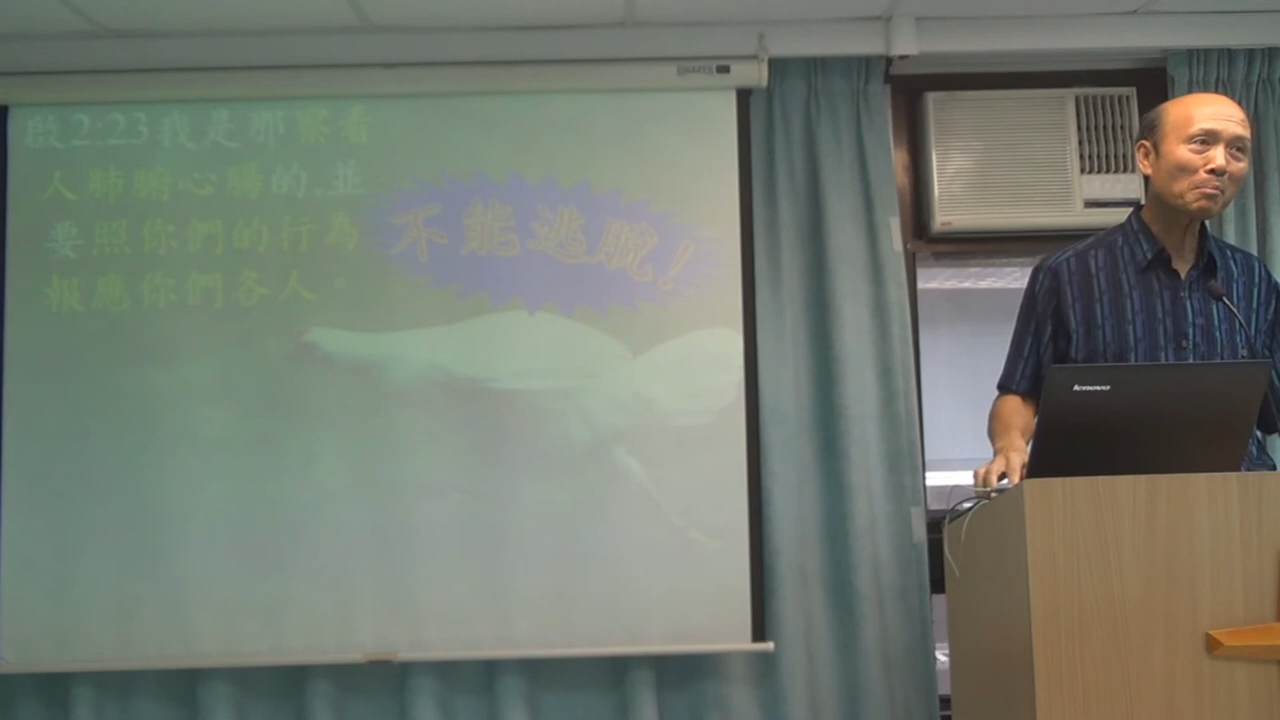 啟2:23我是那察看
人肺腑心腸的,並
要照你們的行為
報應你們各人。
不能逃脫!
lenovo